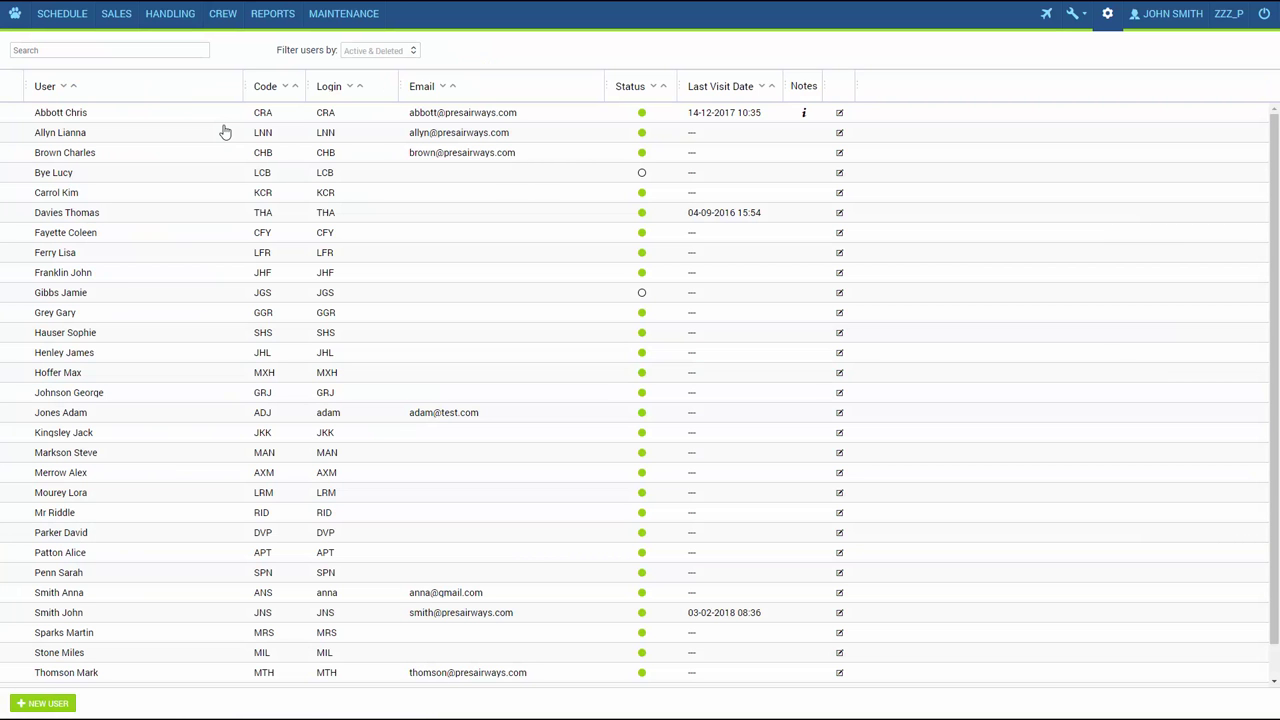 SCHEDULE SALES HANDLING CREW REPORTS MAINTENANCE JOHN SMITH ZZZ_P
Search Filter users by: Active & Deleted
User Code Login Email Status Last Visit Date Notes
Abbott Chris CRA CRA abbott@presairways.com 14-12-2017 10:35 i
Allyn Lianna LNN LNN allyn@presairways.com ---
Brown Charles CHB CHB brown@presairways.com ---
Bye Lucy LCB LCB ---
Carrol Kim KCR KCR ---
Davies Thomas THA THA 04-09-2016 15:54
Fayette Coleen CFY CFY ---
Ferry Lisa LFR LFR ---
Franklin John JHF JHF ---
Gibbs Jamie JGS JGS ---
Grey Gary GGR GGR ---
Hauser Sophie SHS SHS ---
Henley James JHL JHL ---
Hoffer Max MXH MXH ---
Johnson George GRJ GRJ ---
Jones Adam ADJ adam adam@test.com ---
Kingsley Jack JKK JKK ---
Markson Steve MAN MAN ---
Merrow Alex AXM AXM ---
Mourey Lora LRM LRM ---
Mr Riddle RID RID ---
Parker David DVP DVP ---
Patton Alice APT APT ---
Penn Sarah SPN SPN ---
Smith Anna ANS anna anna@gmail.com ---
Smith John JNS JNS smith@presairways.com 03-02-2018 08:36
Sparks Martin MRS MRS ---
Stone Miles MIL MIL ---
Thomson Mark MTH MTH thonson@presairways.com ---
NEW USER